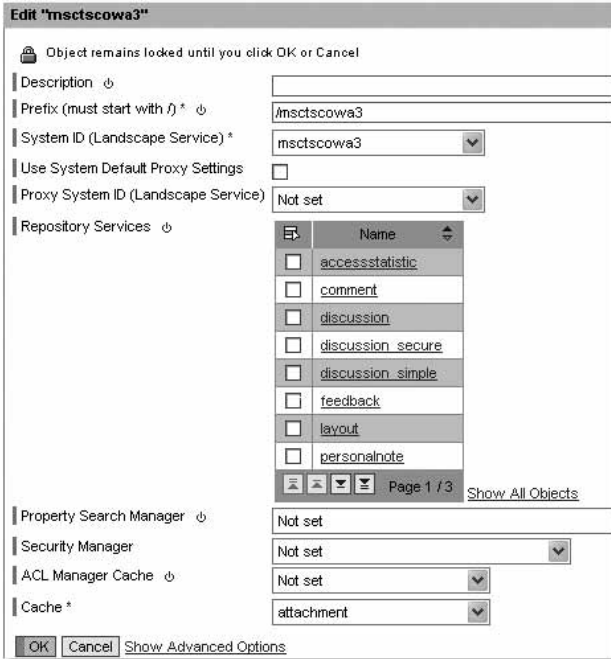 Edit "msctscowa3"
Object remains locked until you click OK or Cancel
Description
Prefix (must start with /) * /msctscowa3
System ID (Landscape Service) * msctscowa3
Use System Default Proxy Settings
Proxy System ID (Landscape Service) Not set
Repository Services
Name
accessstatistic
comment
discussion
discussion_secure
discussion_simple
feedback
layout
personalnote
Page 1 / 3 Show All Objects
Property Search Manager Not set
Security Manager Not set
ACL Manager Cache Not set
Cache * attachment
OK Cancel Show Advanced Options